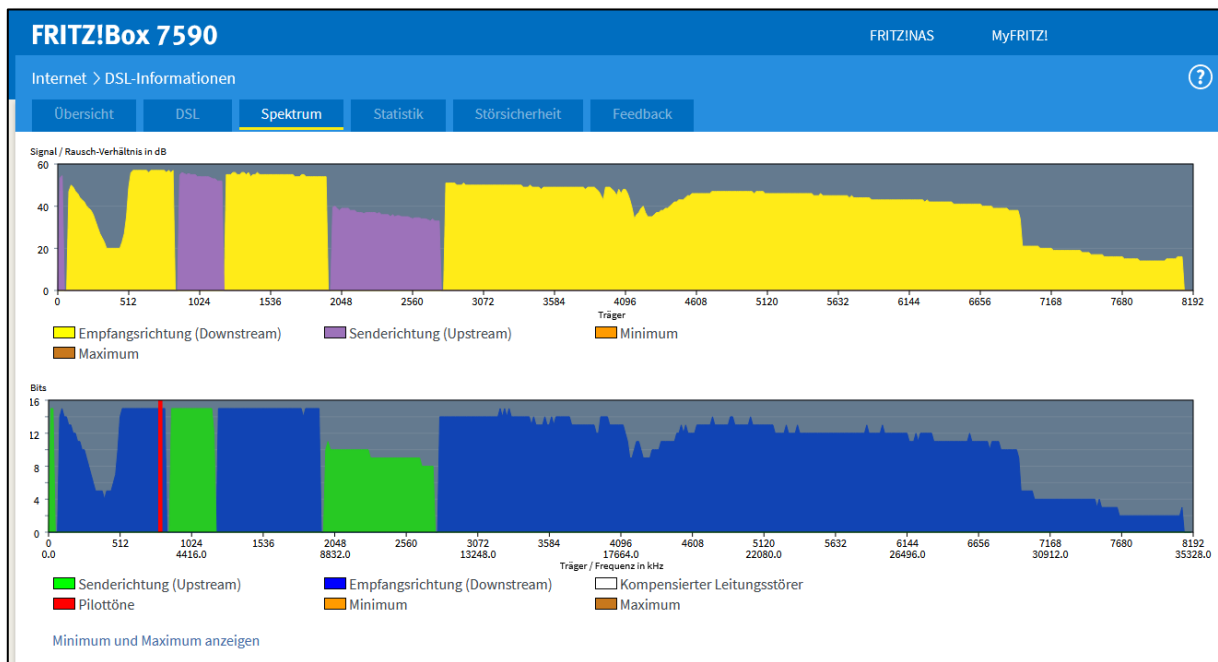 FRITZ!Box 7590
FRITZ!NAS MyFRITZ!
Internet > DSL-Informationen
?
Übersicht DSL Spektrum Statistik Störsicherheit Feedback
Signal / Rausch-Verhältnis in dB
60
40
20
0
0 512 1024 1536 2048 2560 3072 3584 4096 4608 5120 5632 6144 6656 7168 7680 8192
Träger
Empfangsrichtung (Downstream) Senderichtung (Upstream) Minimum
Maximum
Bits
16
12
8
4
0
0 512 1024 1536 2048 2560 3072 3584 4096 4608 5120 5632 6144 6656 7168 7680 8192
0.0 4416.0 8832.0 13248.0 17664.0 22080.0 26496.0 30912.0 35328.0
Träger / Frequenz in kHz
Senderichtung (Upstream) Empfangsrichtung (Downstream) Kompensierter Leitungsstörer
Pilottöne Minimum Maximum
Minimum und Maximum anzeigen